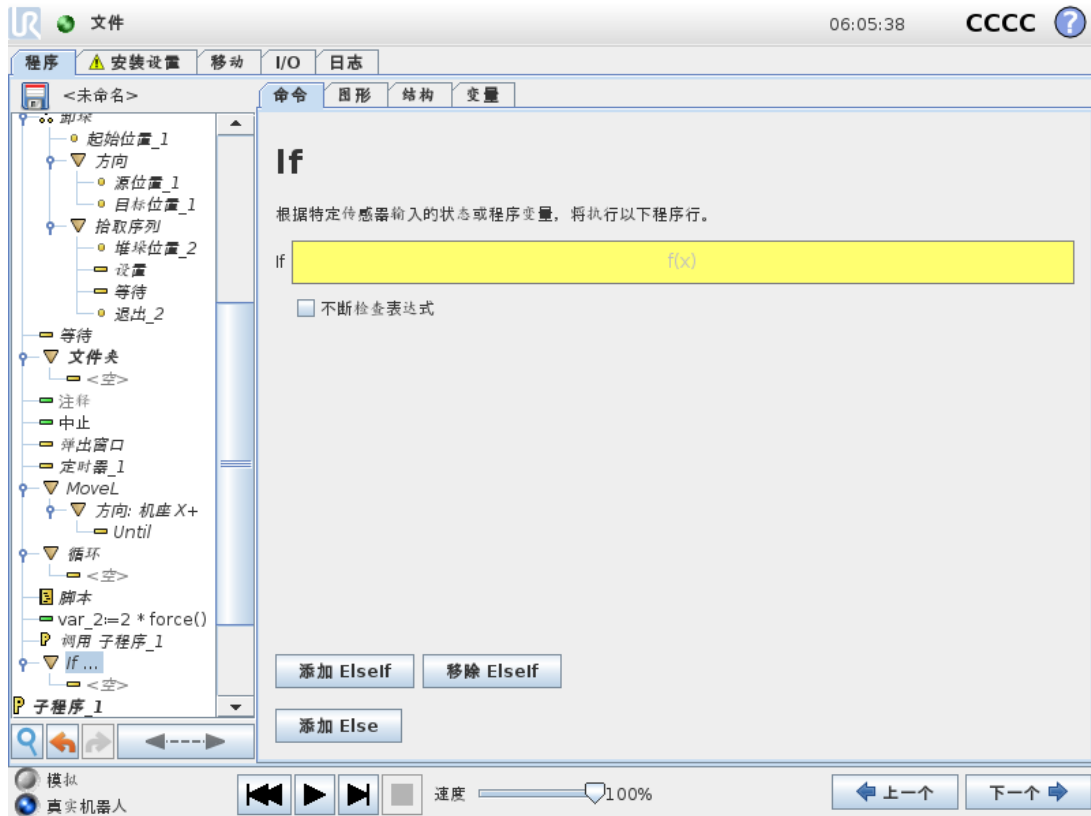 UR 文件 06:05:38 CCCC ?
程序 安装设置 移动 I/O 日志
<未命名>
命令 图形 结构 变量
卸垛
起始位置_1
方向
源位置_1
目标位置_1
拾取序列
堆垛位置_2
设置
等待
退出_2
等待
文件夹
<空>
注释
中止
弹出窗口
定时器_1
MoveL
方向: 机座 X+
Until
循环
<空>
脚本
var_2:=2 * force()
调用 子程序_1
If ...
<空>
子程序_1
If
根据特定传感器输入的状态或程序变量，将执行以下程序行。
If f(x)
不断检查表达式
添加 ElseIf 移除 ElseIf
添加 Else
模拟
真实机器人
速度 100%
上一个 下一个